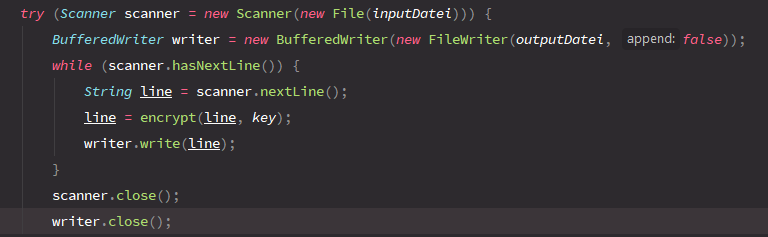 try (Scanner scanner = new Scanner(new File(inputDatei))) {
BufferedWriter writer = new BufferedWriter(new FileWriter(outputDatei, append: false));
while (scanner.hasNextLine()) {
String line = scanner.nextLine();
line = encrypt(line, key);
writer.write(line);
}
scanner.close();
writer.close();